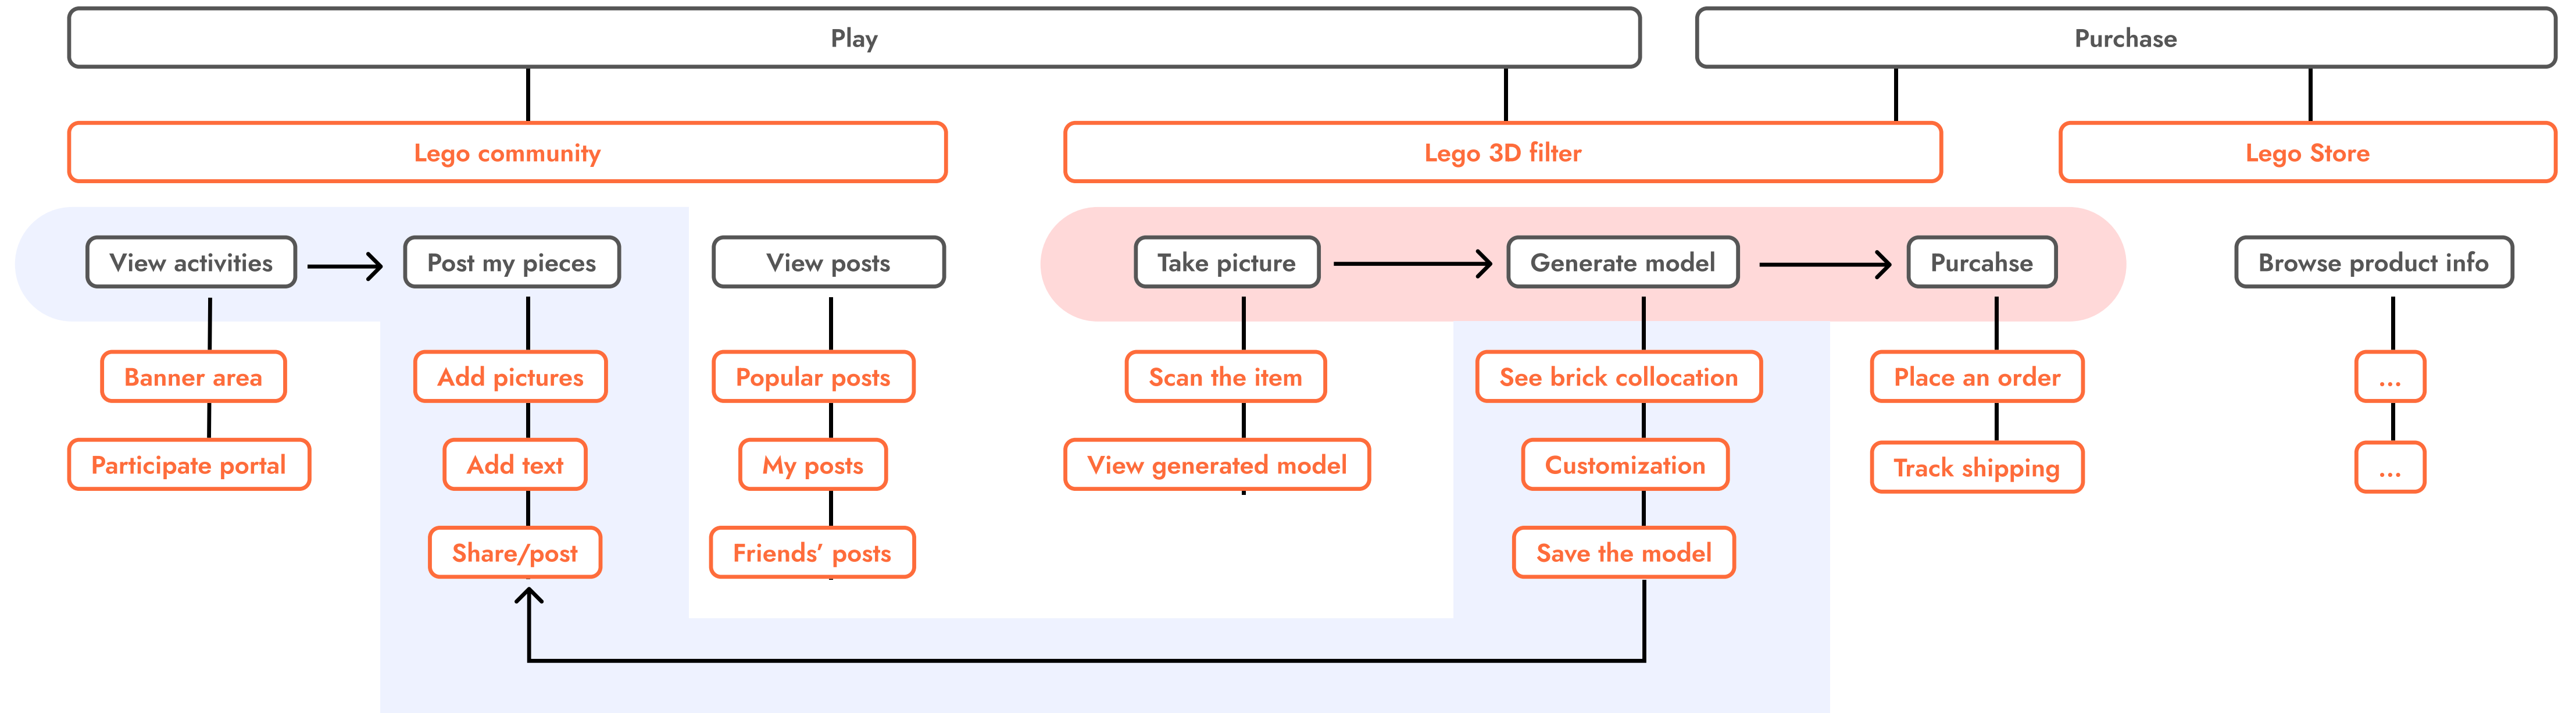 Play
Purchase
Lego community
Lego 3D filter
Lego Store
View activities
Post my pieces
View posts
Take picture
Generate model
Purcahse
Browse product info
Banner area
Add pictures
Popular posts
Scan the item
See brick collocation
Place an order
...
Participate portal
Add text
My posts
View generated model
Customization
Track shipping
...
Share/post
Friends’ posts
Save the model